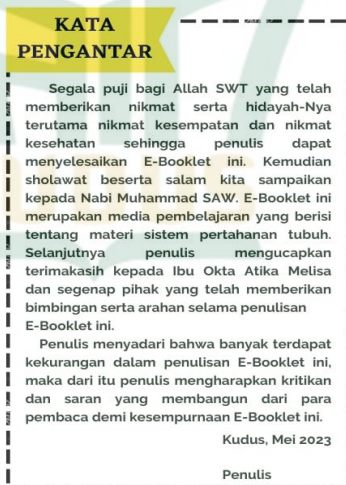 KATA
PENGANTAR
Segala puji bagi Allah SWT yang telah
memberikan nikmat serta hidayah-Nya
terutama nikmat kesempatan dan nikmat
kesehatan sehingga penulis dapat
menyelesaikan E-Booklet ini. Kemudian
sholawat beserta salam kita sampaikan
kepada Nabi Muhammad SAW. E-Booklet ini
merupakan media pembelajaran yang berisi
tentang materi sistem pertahanan tubuh.
Selanjutnya penulis mengucapkan
terimakasih kepada Ibu Okta Atika Melisa
dan segenap pihak yang telah memberikan
bimbingan serta arahan selama penulisan
E-Booklet ini.
Penulis menyadari bahwa banyak terdapat
kekurangan dalam penulisan E-Booklet ini,
maka dari itu penulis mengharapkan kritikan
dan saran yang membangun dari para
pembaca demi kesempurnaan E-Booklet ini.
Kudus, Mei 2023
Penulis